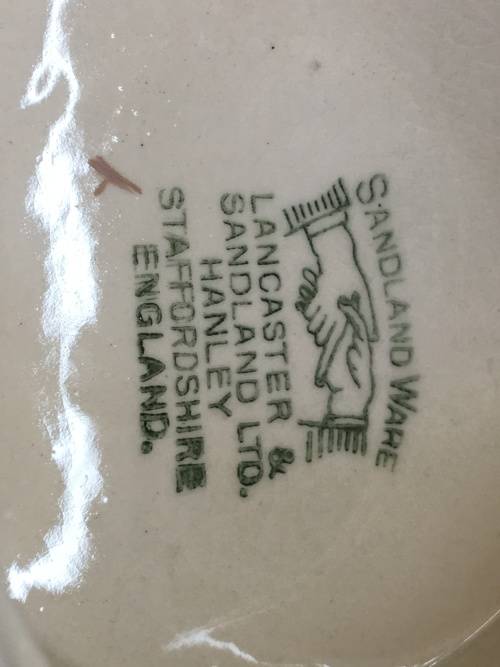 SANDLAND WARE
LANCASTER &
SANDLAND LTD.
HANLEY
STAFFORDSHIRE
ENGLAND.